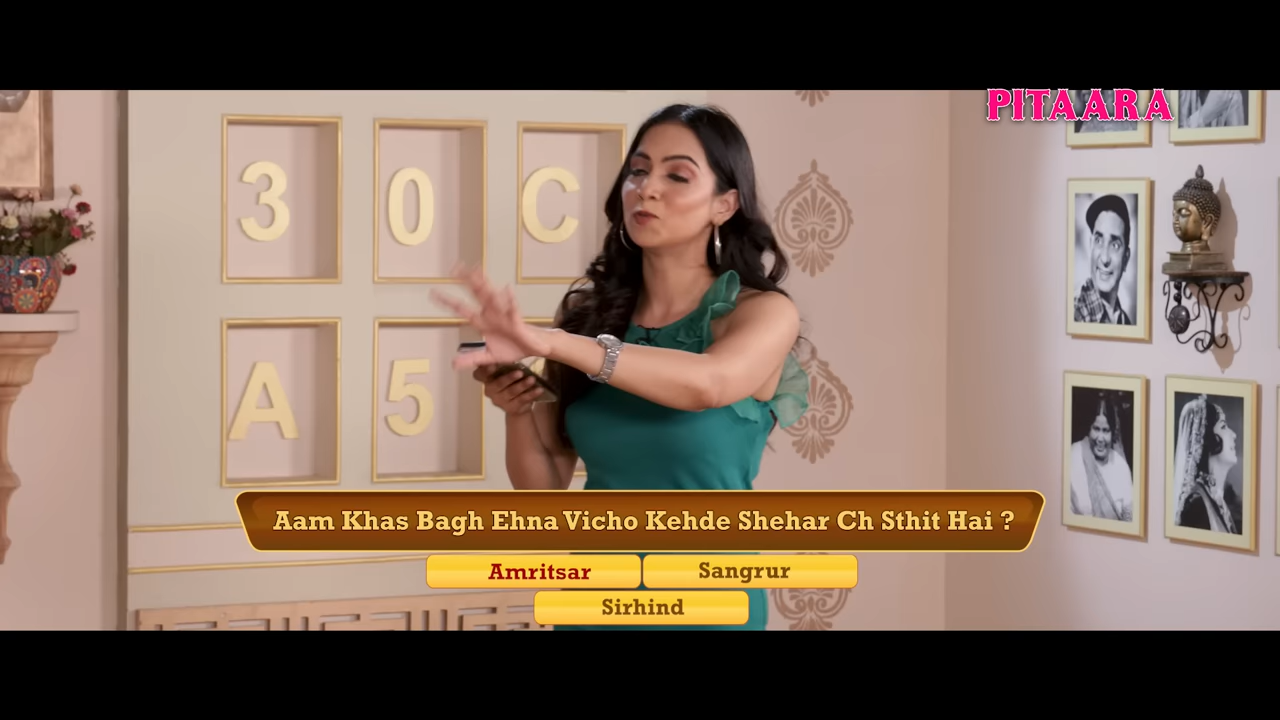 PITAARA
3 0 C
A 5
Aam Khas Bagh Ehna Vicho Kehde Shehar Ch Sthit Hai ?
Amritsar
Sangrur
Sirhind